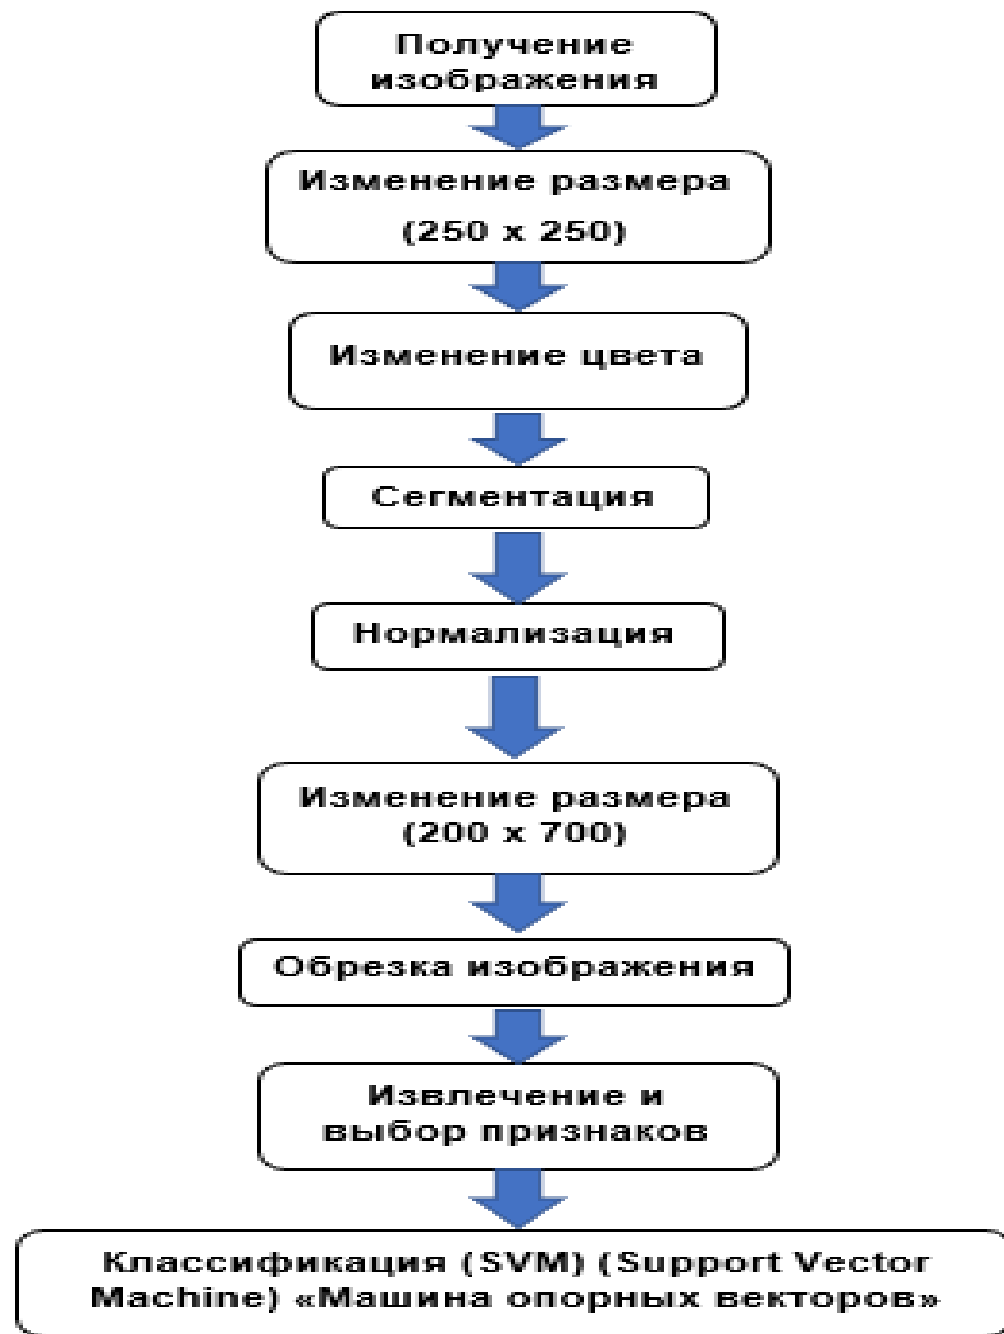 Получение
изображения
Изменение размера
(250 x 250)
Изменение цвета
Сегментация
Нормализация
Изменение размера
(200 x 700)
Обрезка изображения
Извлечение и
выбор признаков
Классификация (SVM) (Support Vector
Machine) «Машина опорных векторов»